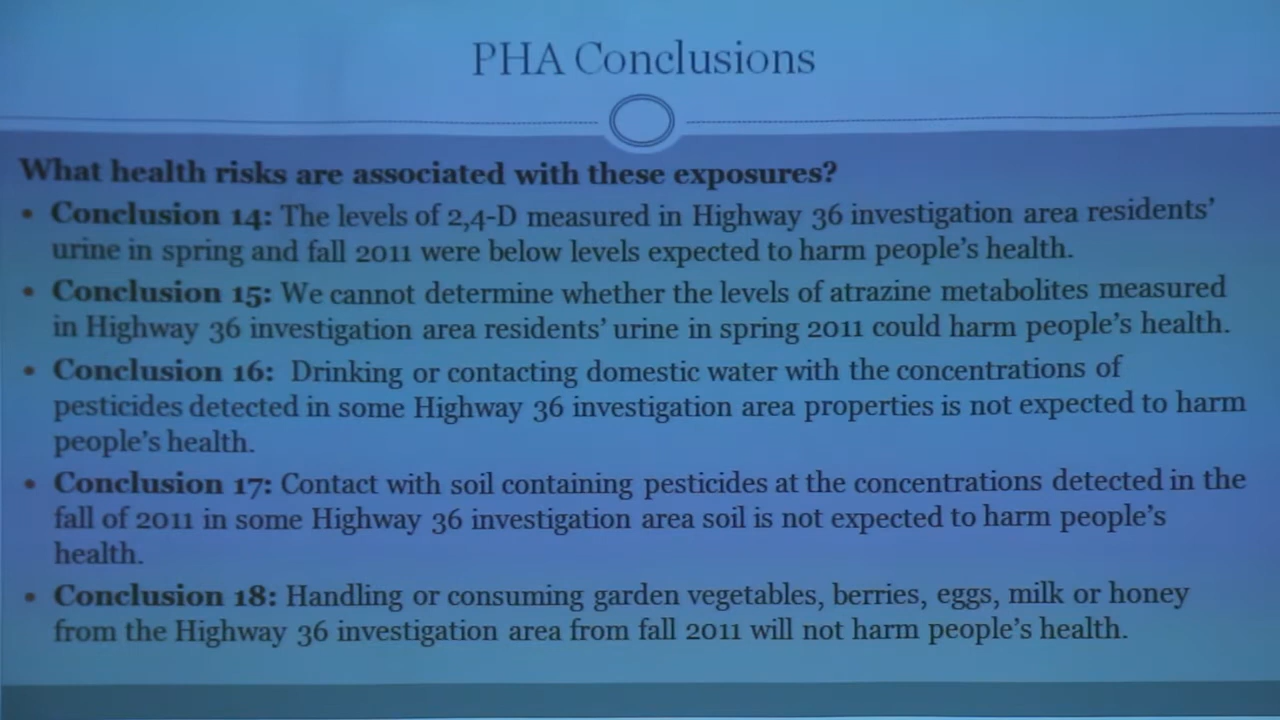 PHA Conclusions
What health risks are associated with these exposures?
• Conclusion 14: The levels of 2,4-D measured in Highway 36 investigation area residents’
urine in spring and fall 2011 were below levels expected to harm people’s health.
• Conclusion 15: We cannot determine whether the levels of atrazine metabolites measured
in Highway 36 investigation area residents’ urine in spring 2011 could harm people’s health.
• Conclusion 16: Drinking or contacting domestic water with the concentrations of
pesticides detected in some Highway 36 investigation area properties is not expected to harm
people’s health.
• Conclusion 17: Contact with soil containing pesticides at the concentrations detected in the
fall of 2011 in some Highway 36 investigation area soil is not expected to harm people’s
health.
• Conclusion 18: Handling or consuming garden vegetables, berries, eggs, milk or honey
from the Highway 36 investigation area from fall 2011 will not harm people’s health.